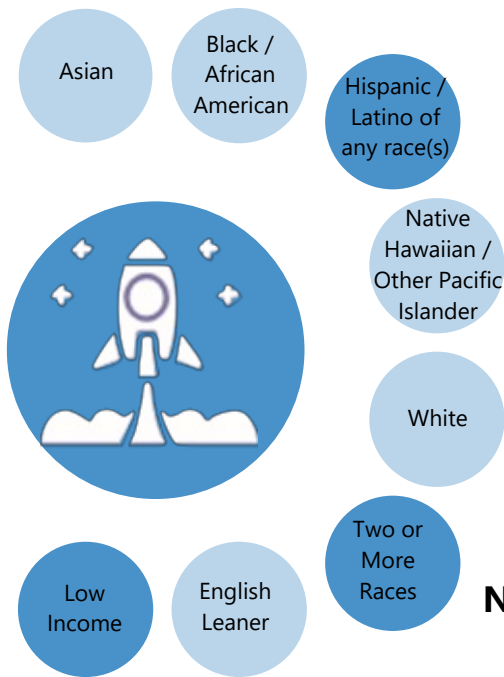 Asian
Black /
African
American
Hispanic /
Latino of
any race(s)
Native
Hawaiian /
Other Pacific
Islander
White
Two or
More
Races
N
English
Leaner
Low
Income